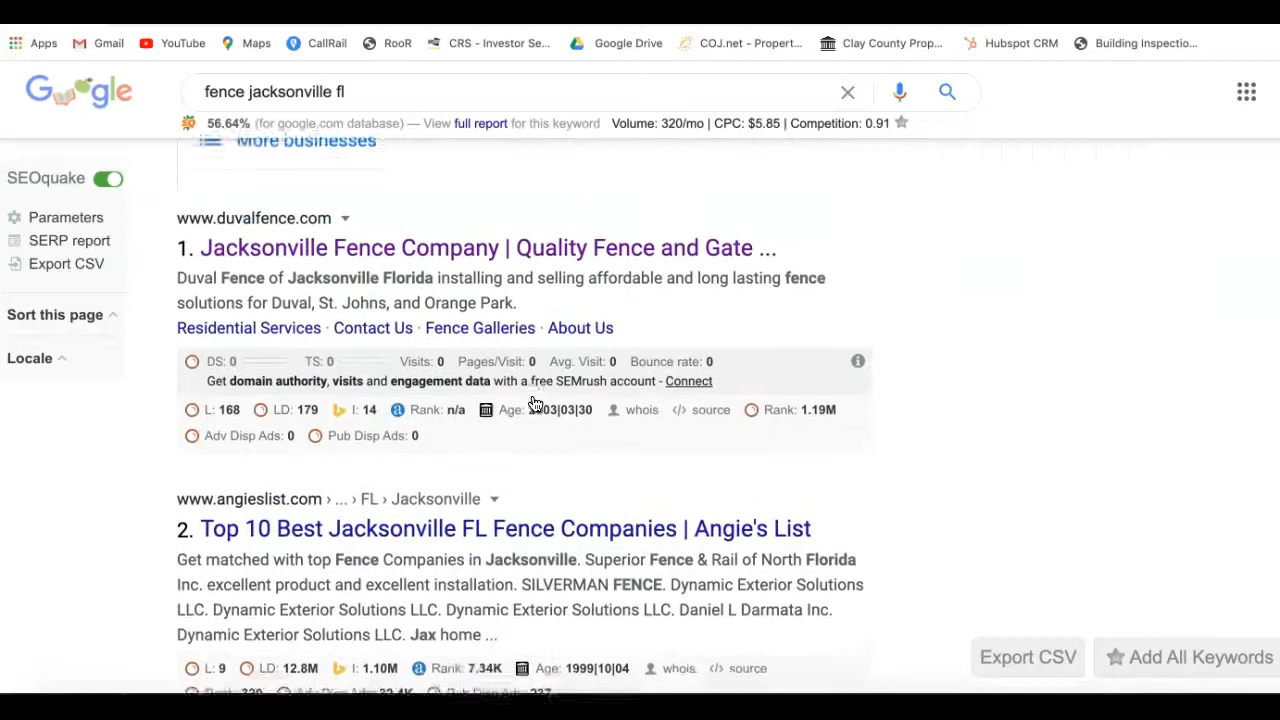 Apps Gmail YouTube Maps CallRail RooR CRS - Investor Se... Google Drive COJ.net - Propert... Clay County Prop... Hubspot CRM Building Inspectio...
Google
fence jacksonville fl
56.64% (for google.com database) — View full report for this keyword Volume: 320/mo | CPC: $5.85 | Competition: 0.91
More businesses
SEOquake
Parameters
SERP report
Export CSV
Sort this page
Locale
www.duvalfence.com
1. Jacksonville Fence Company | Quality Fence and Gate ...
Duval Fence of Jacksonville Florida installing and selling affordable and long lasting fence
solutions for Duval, St. Johns, and Orange Park.
Residential Services · Contact Us · Fence Galleries · About Us
DS: 0 TS: 0 Visits: 0 Pages/Visit: 0 Avg. Visit: 0 Bounce rate: 0
Get domain authority, visits and engagement data with a free SEMrush account - Connect
L: 168 LD: 179 I: 14 Rank: n/a Age: 03|03|30 whois </> source Rank: 1.19M
Adv Disp Ads: 0 Pub Disp Ads: 0
www.angieslist.com › ... › FL › Jacksonville
2. Top 10 Best Jacksonville FL Fence Companies | Angie's List
Get matched with top Fence Companies in Jacksonville. Superior Fence & Rail of North Florida
Inc. excellent product and excellent installation. SILVERMAN FENCE. Dynamic Exterior Solutions
LLC. Dynamic Exterior Solutions LLC. Dynamic Exterior Solutions LLC. Daniel L Darmata Inc.
Dynamic Exterior Solutions LLC. Jax home ...
L: 9 LD: 12.8M I: 1.10M Rank: 7.34K Age: 1999|10|04 whois </> source
Export CSV Add All Keywords